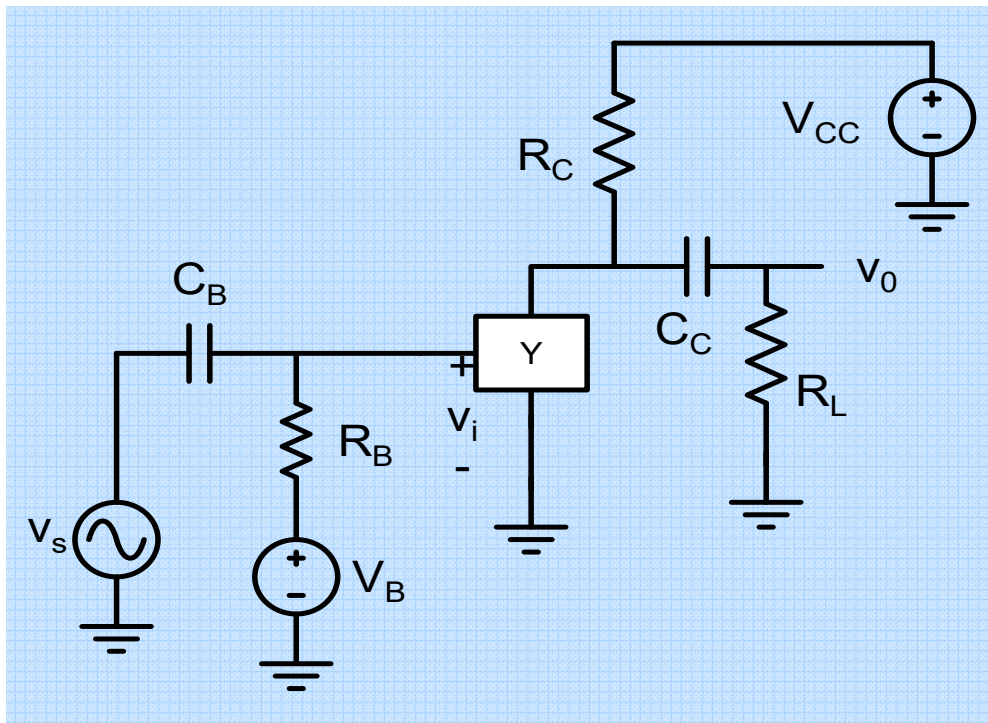 V_CC
+
-
R_C
C_B
C_C
v_0
Y
+
v_i
-
R_L
R_B
v_s
+
-
V_B